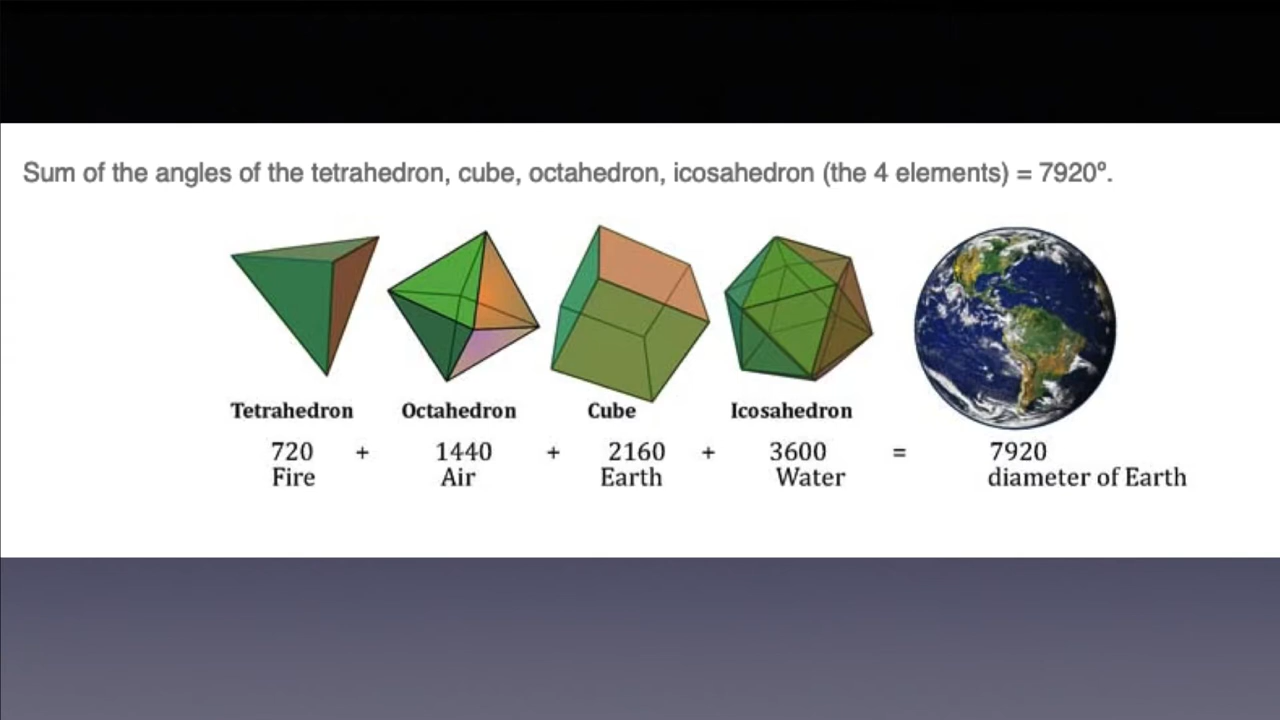 Sum of the angles of the tetrahedron, cube, octahedron, icosahedron (the 4 elements) = 7920º.
Tetrahedron Octahedron Cube Icosahedron
720 + 1440 + 2160 + 3600 = 7920
Fire Air Earth Water diameter of Earth